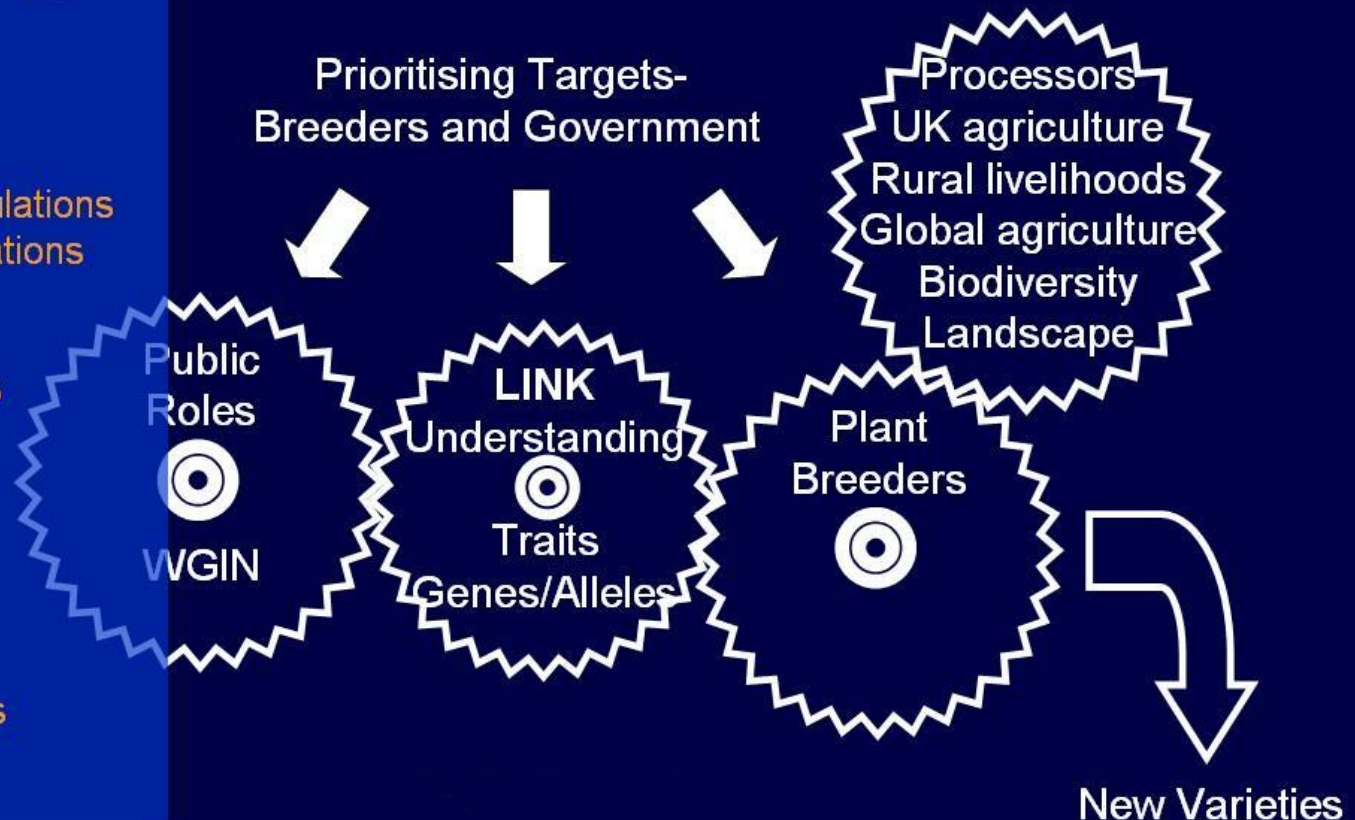 Prioritising Targets-
Breeders and Government
Processors
UK agriculture
Rural livelihoods
Global agriculture
Biodiversity
Landscape
Public
Roles
WGIN
LINK
Understanding
Traits
Genes/Alleles
Plant
Breeders
New Varieties